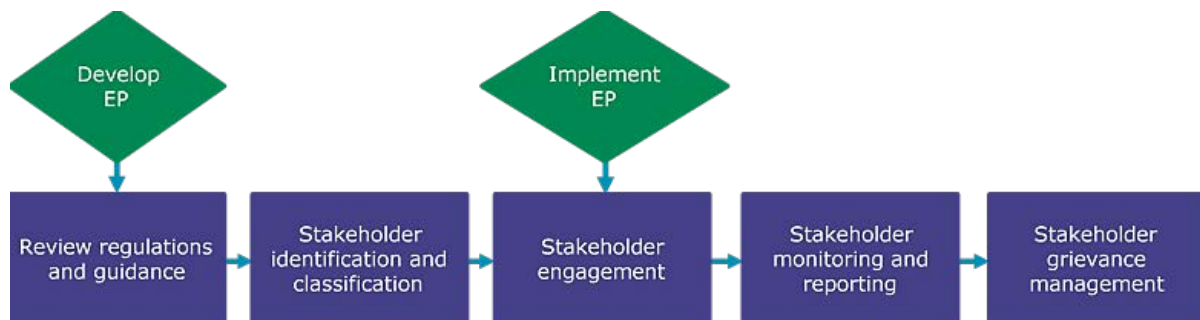 Develop
EP
Implement
EP
Review regulations
and guidance
Stakeholder
identification and
classification
Stakeholder
engagement
Stakeholder
monitoring and
reporting
Stakeholder
grievance
management